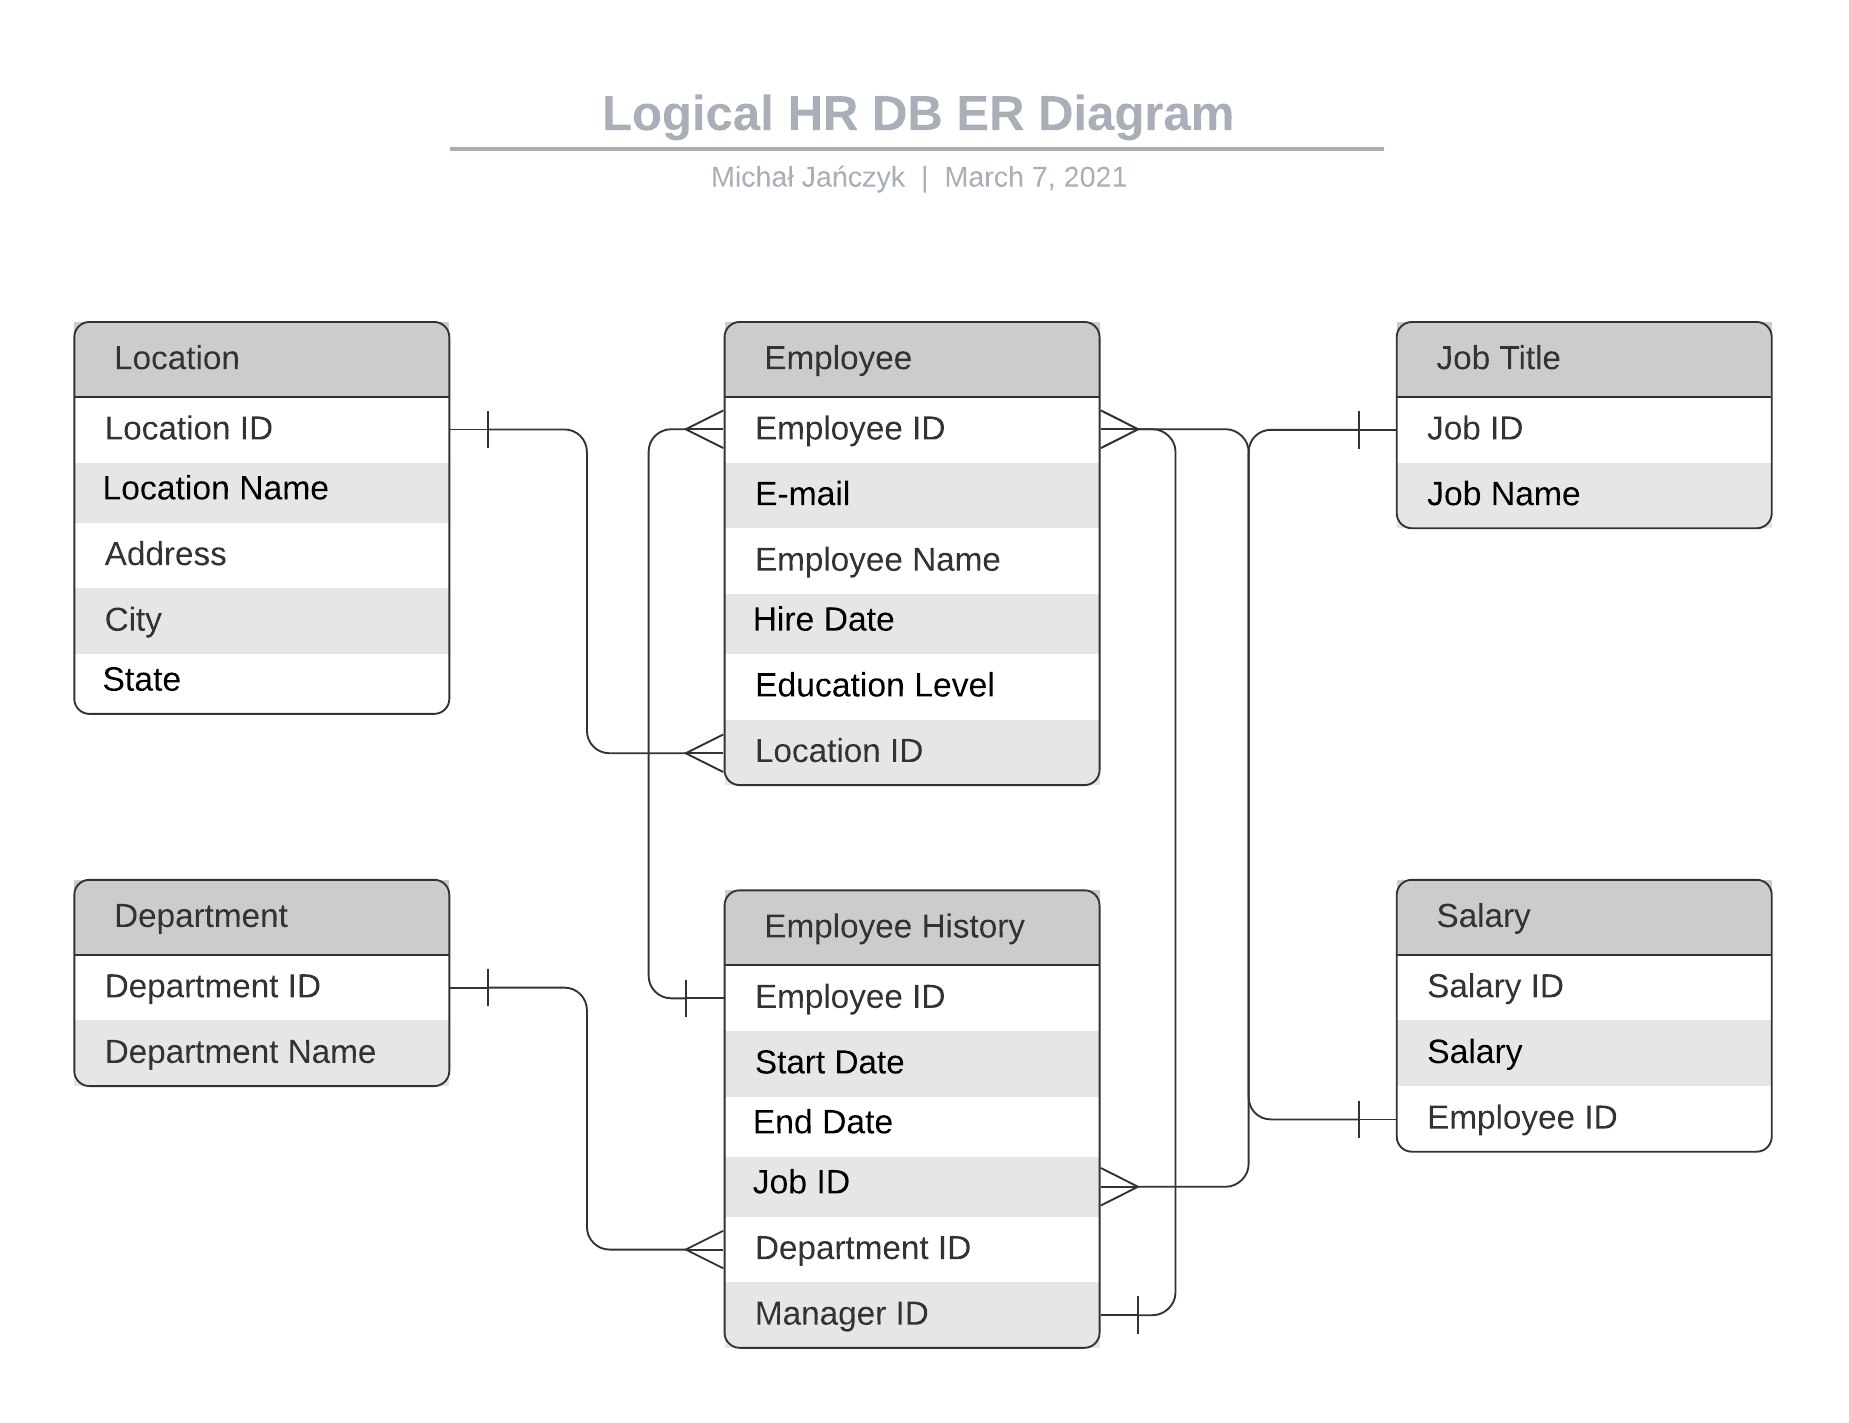 Logical HR DB ER Diagram
Michał Jańczyk | March 7, 2021
Location
Location ID
Location Name
Address
City
State
Employee
Employee ID
E-mail
Employee Name
Hire Date
Education Level
Location ID
Job Title
Job ID
Job Name
Department
Department ID
Department Name
Employee History
Employee ID
Start Date
End Date
Job ID
Department ID
Manager ID
Salary
Salary ID
Salary
Employee ID